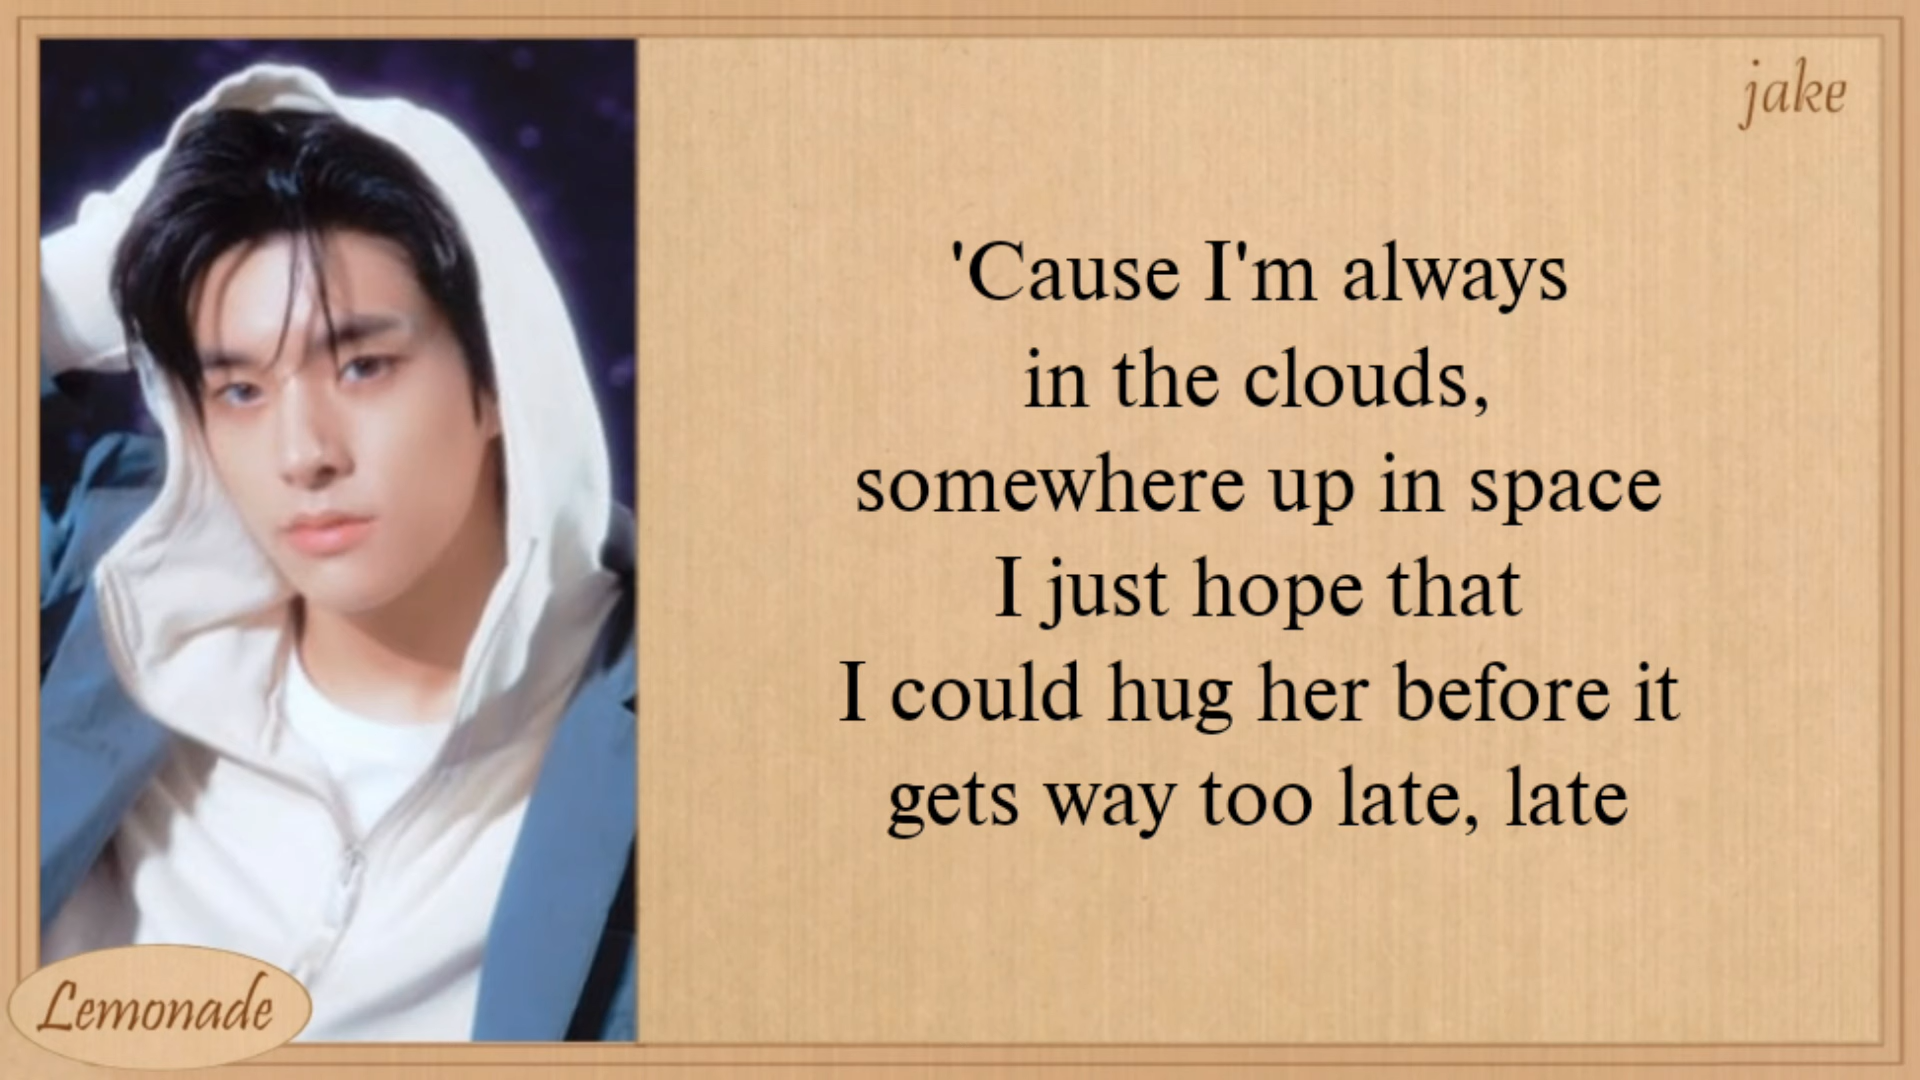 jake
'Cause I'm always
in the clouds,
somewhere up in space
I just hope that
I could hug her before it
gets way too late, late
Lemonade